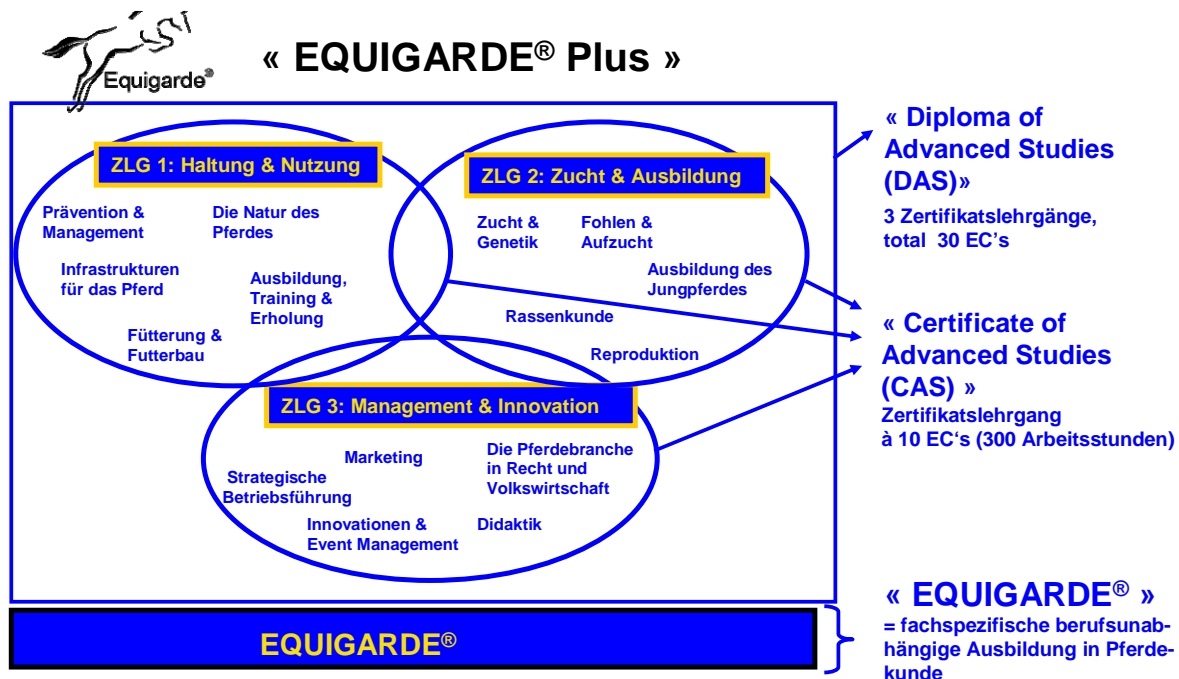 « EQUIGARDE® Plus »
Equigarde®
ZLG 1: Haltung & Nutzung
Prävention &
Management
Die Natur des
Pferdes
Infrastrukturen
für das Pferd
Ausbildung,
Training &
Erholung
Fütterung &
Futterbau
ZLG 2: Zucht & Ausbildung
Zucht &
Genetik
Fohlen &
Aufzucht
Ausbildung des
Jungpferdes
Rassenkunde
Reproduktion
ZLG 3: Management & Innovation
Marketing
Die Pferdebranche
in Recht und
Volkswirtschaft
Strategische
Betriebsführung
Innovationen &
Event Management
Didaktik
EQUIGARDE®
« Diploma of
Advanced Studies
(DAS)»
3 Zertifikatslehrgänge,
total 30 EC’s
« Certificate of
Advanced Studies
(CAS) »
Zertifikatslehrgang
à 10 EC‘s (300 Arbeitsstunden)
« EQUIGARDE® »
= fachspezifische berufsunab-
hängige Ausbildung in Pferde-
kunde